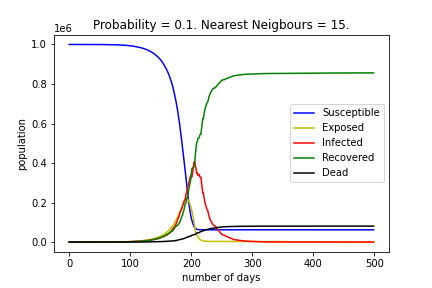 Probability = 0.1. Nearest Neigbours = 15.
1e6
1.0
0.8
0.6
0.4
0.2
0.0
population
Susceptible
Exposed
Infected
Recovered
Dead
0 100 200 300 400 500
number of days